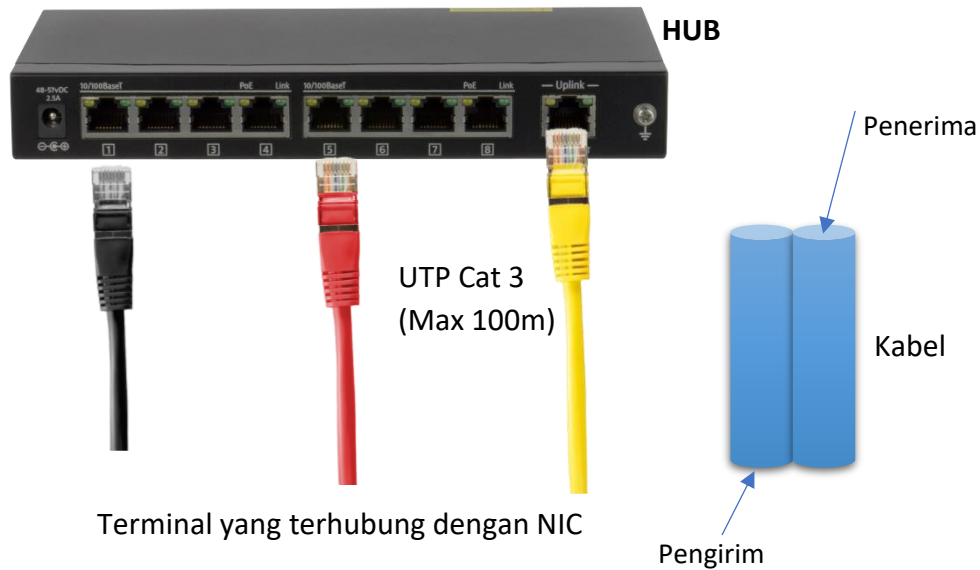 HUB
48-57vDC
2.5A
10/100BaseT PoE Link
10/100BaseT PoE Link
Uplink
1 2 3 4 5 6 7 8
Penerima
UTP Cat 3
(Max 100m)
Kabel
Terminal yang terhubung dengan NIC
Pengirim